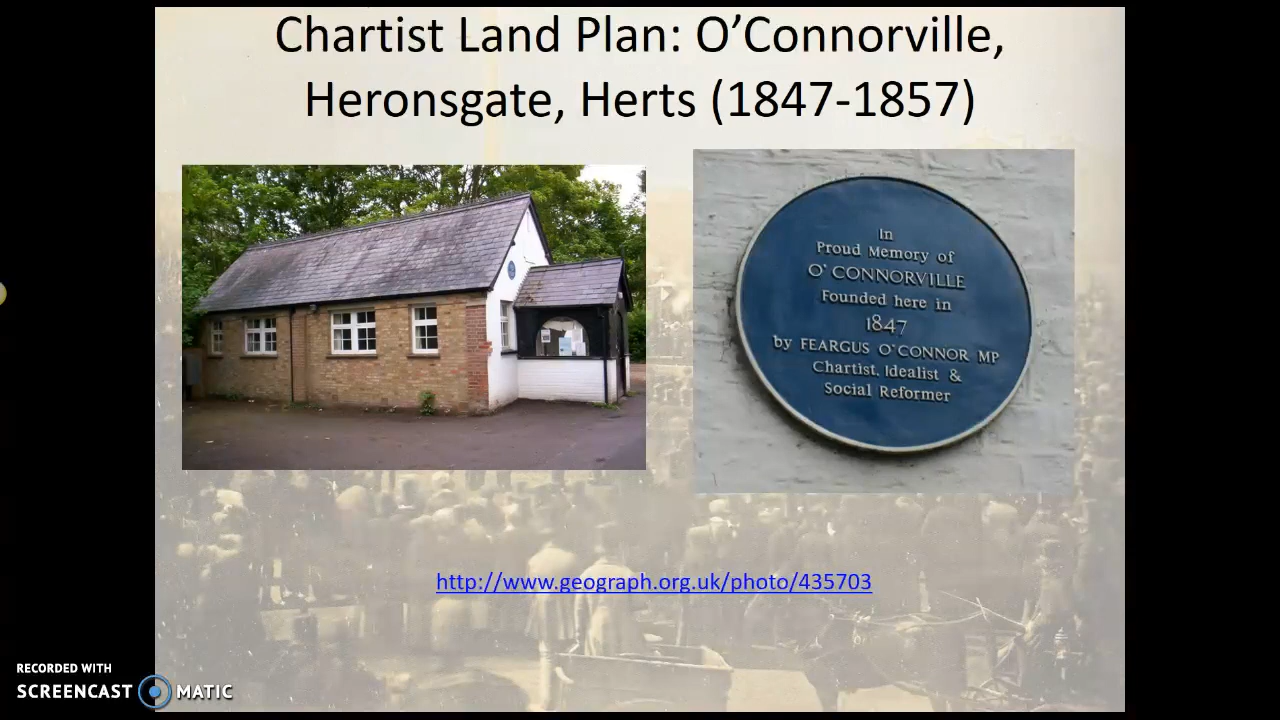 Chartist Land Plan: O’Connorville,
Heronsgate, Herts (1847-1857)
In
Proud Memory of
O' CONNORVILLE
Founded here in
1847
by FEARGUS O'CONNOR MP
Chartist, Idealist &
Social Reformer
http://www.geograph.org.uk/photo/435703
RECORDED WITH
SCREENCAST MATIC